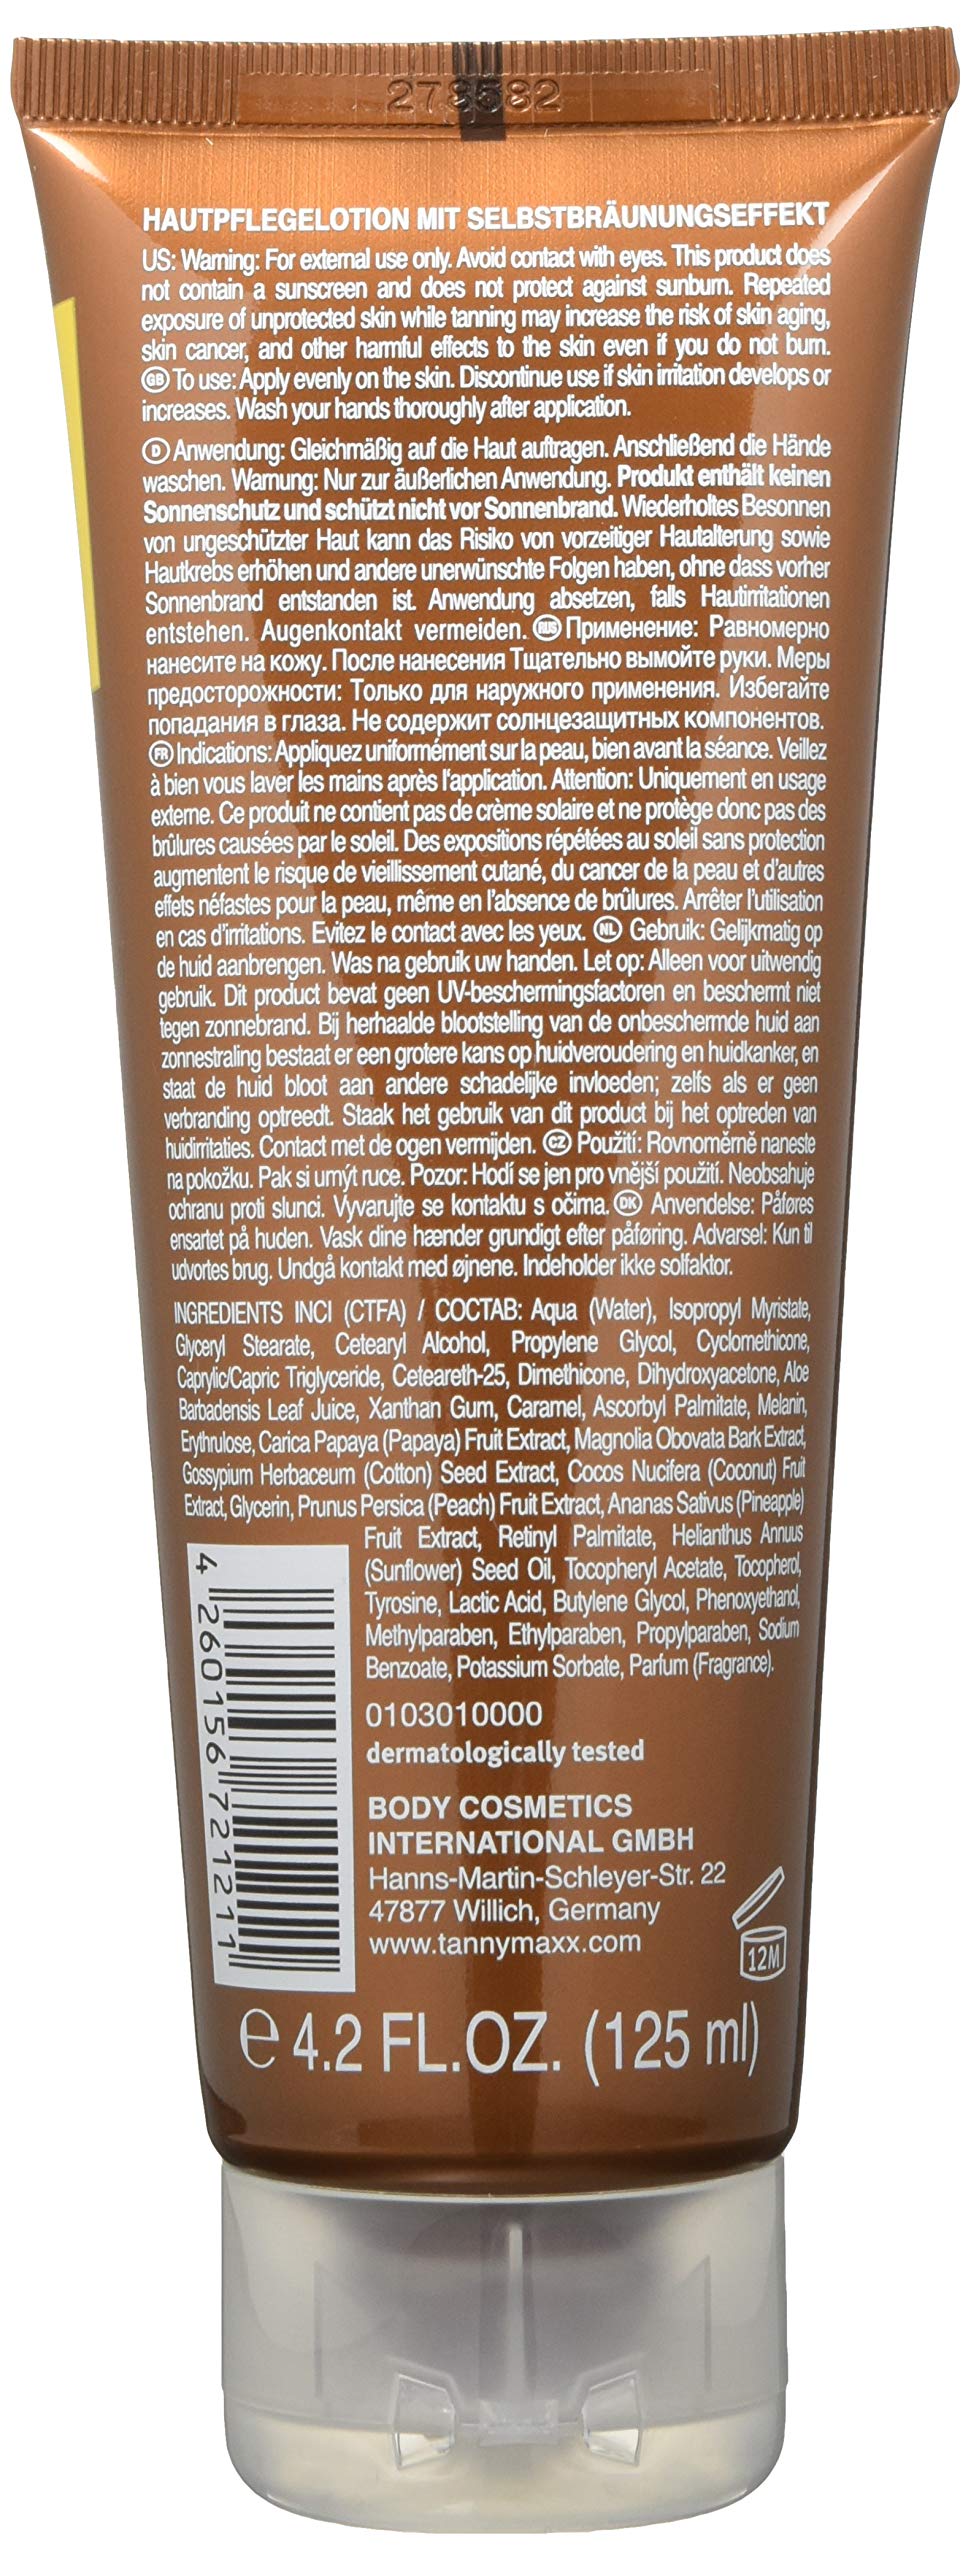 278582
HAUTPFLEGELOTION MIT SELBSTBRÄUNUNGSEFFEKT
US: Warning: For external use only. Avoid contact with eyes. This product does
not contain a sunscreen and does not protect against sunburn. Repeated
exposure of unprotected skin while tanning may increase the risk of skin aging,
skin cancer, and other harmful effects to the skin even if you do not burn.
GB To use: Apply evenly on the skin. Discontinue use if skin irritation develops or
increases. Wash your hands thoroughly after application.
D Anwendung: Gleichmäßig auf die Haut auftragen. Anschließend die Hände
waschen. Warnung: Nur zur äußerlichen Anwendung. Produkt enthält keinen
Sonnenschutz und schützt nicht vor Sonnenbrand. Wiederholtes Besonnen
von ungeschützter Haut kann das Risiko von vorzeitiger Hautalterung sowie
Hautkrebs erhöhen und andere unerwünschte Folgen haben, ohne dass vorher
Sonnenbrand entstanden ist. Anwendung absetzen, falls Hautirritationen
entstehen. Augenkontakt vermeiden. RUS Применение: Равномерно
нанесите на кожу. После нанесения Тщательно вымойте руки. Меры
предосторожности: Только для наружного применения. Избегайте
попадания в глаза. Не содержит солнцезащитных компонентов.
FR Indications: Appliquez uniformément sur la peau, bien avant la séance. Veillez
à bien vous laver les mains après l'application. Attention: Uniquement en usage
externe. Ce produit ne contient pas de crème solaire et ne protège donc pas des
brûlures causées par le soleil. Des expositions répétées au soleil sans protection
augmentent le risque de vieillissement cutané, du cancer de la peau et d'autres
effets néfastes pour la peau, même en l'absence de brûlures. Arrêter l'utilisation
en cas d'irritations. Evitez le contact avec les yeux. NL Gebruik: Gelijkmatig op
de huid aanbrengen. Was na gebruik uw handen. Let op: Alleen voor uitwendig
gebruik. Dit product bevat geen UV-beschermingsfactoren en beschermt niet
tegen zonnebrand. Bij herhaalde blootstelling van de onbeschermde huid aan
zonnestraling bestaat er een grotere kans op huidveroudering en huidkanker, en
staat de huid bloot aan andere schadelijke invloeden; zelfs als er geen
verbranding optreedt. Staak het gebruik van dit product bij het optreden van
huidirritaties. Contact met de ogen vermijden. CZ Použití: Rovnoměrně naneste
na pokožku. Pak si umýt ruce. Pozor: Hodí se jen pro vnější použití. Neobsahuje
ochranu proti slunci. Vyvarujte se kontaktu s očima. DK Anvendelse: Påføres
ensartet på huden. Vask dine hænder grundigt efter påføring. Advarsel: Kun til
udvortes brug. Undgå kontakt med øjnene. Indeholder ikke solfaktor.
INGREDIENTS INCI (CTFA) / COCTAB: Aqua (Water), Isopropyl Myristate,
Glyceryl Stearate, Cetearyl Alcohol, Propylene Glycol, Cyclomethicone,
Caprylic/Capric Triglyceride, Ceteareth-25, Dimethicone, Dihydroxyacetone, Aloe
Barbadensis Leaf Juice, Xanthan Gum, Caramel, Ascorbyl Palmitate, Melanin,
Erythrulose, Carica Papaya (Papaya) Fruit Extract, Magnolia Obovata Bark Extract,
Gossypium Herbaceum (Cotton) Seed Extract, Cocos Nucifera (Coconut) Fruit
Extract, Glycerin, Prunus Persica (Peach) Fruit Extract, Ananas Sativus (Pineapple)
Fruit Extract, Retinyl Palmitate, Helianthus Annuus
(Sunflower) Seed Oil, Tocopheryl Acetate, Tocopherol,
Tyrosine, Lactic Acid, Butylene Glycol, Phenoxyethanol,
Methylparaben, Ethylparaben, Propylparaben, Sodium
Benzoate, Potassium Sorbate, Parfum (Fragrance).
4 260156 721211
0103010000
dermatologically tested
BODY COSMETICS
INTERNATIONAL GMBH
Hanns-Martin-Schleyer-Str. 22
47877 Willich, Germany
www.tannymaxx.com
12M
e 4.2 FL.OZ. (125 ml)